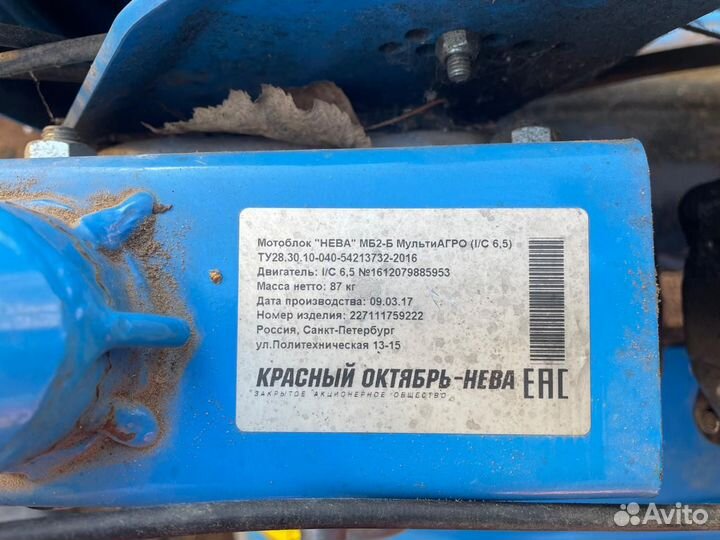 Мотоблок "НЕВА" МБ2-Б МультиАГРО (I/C 6,5)
ТУ28.30.10-040-54213732-2016
Двигатель: I/C 6,5 №1612079885953
Масса нетто: 87 кг
Дата производства: 09.03.17
Номер изделия: 227111759222
Россия, Санкт-Петербург
ул.Политехническая 13-15
КРАСНЫЙ ОКТЯБРЬ-НЕВА EAC
ЗАКРЫТОЕ АКЦИОНЕРНОЕ ОБЩЕСТВО
Avito